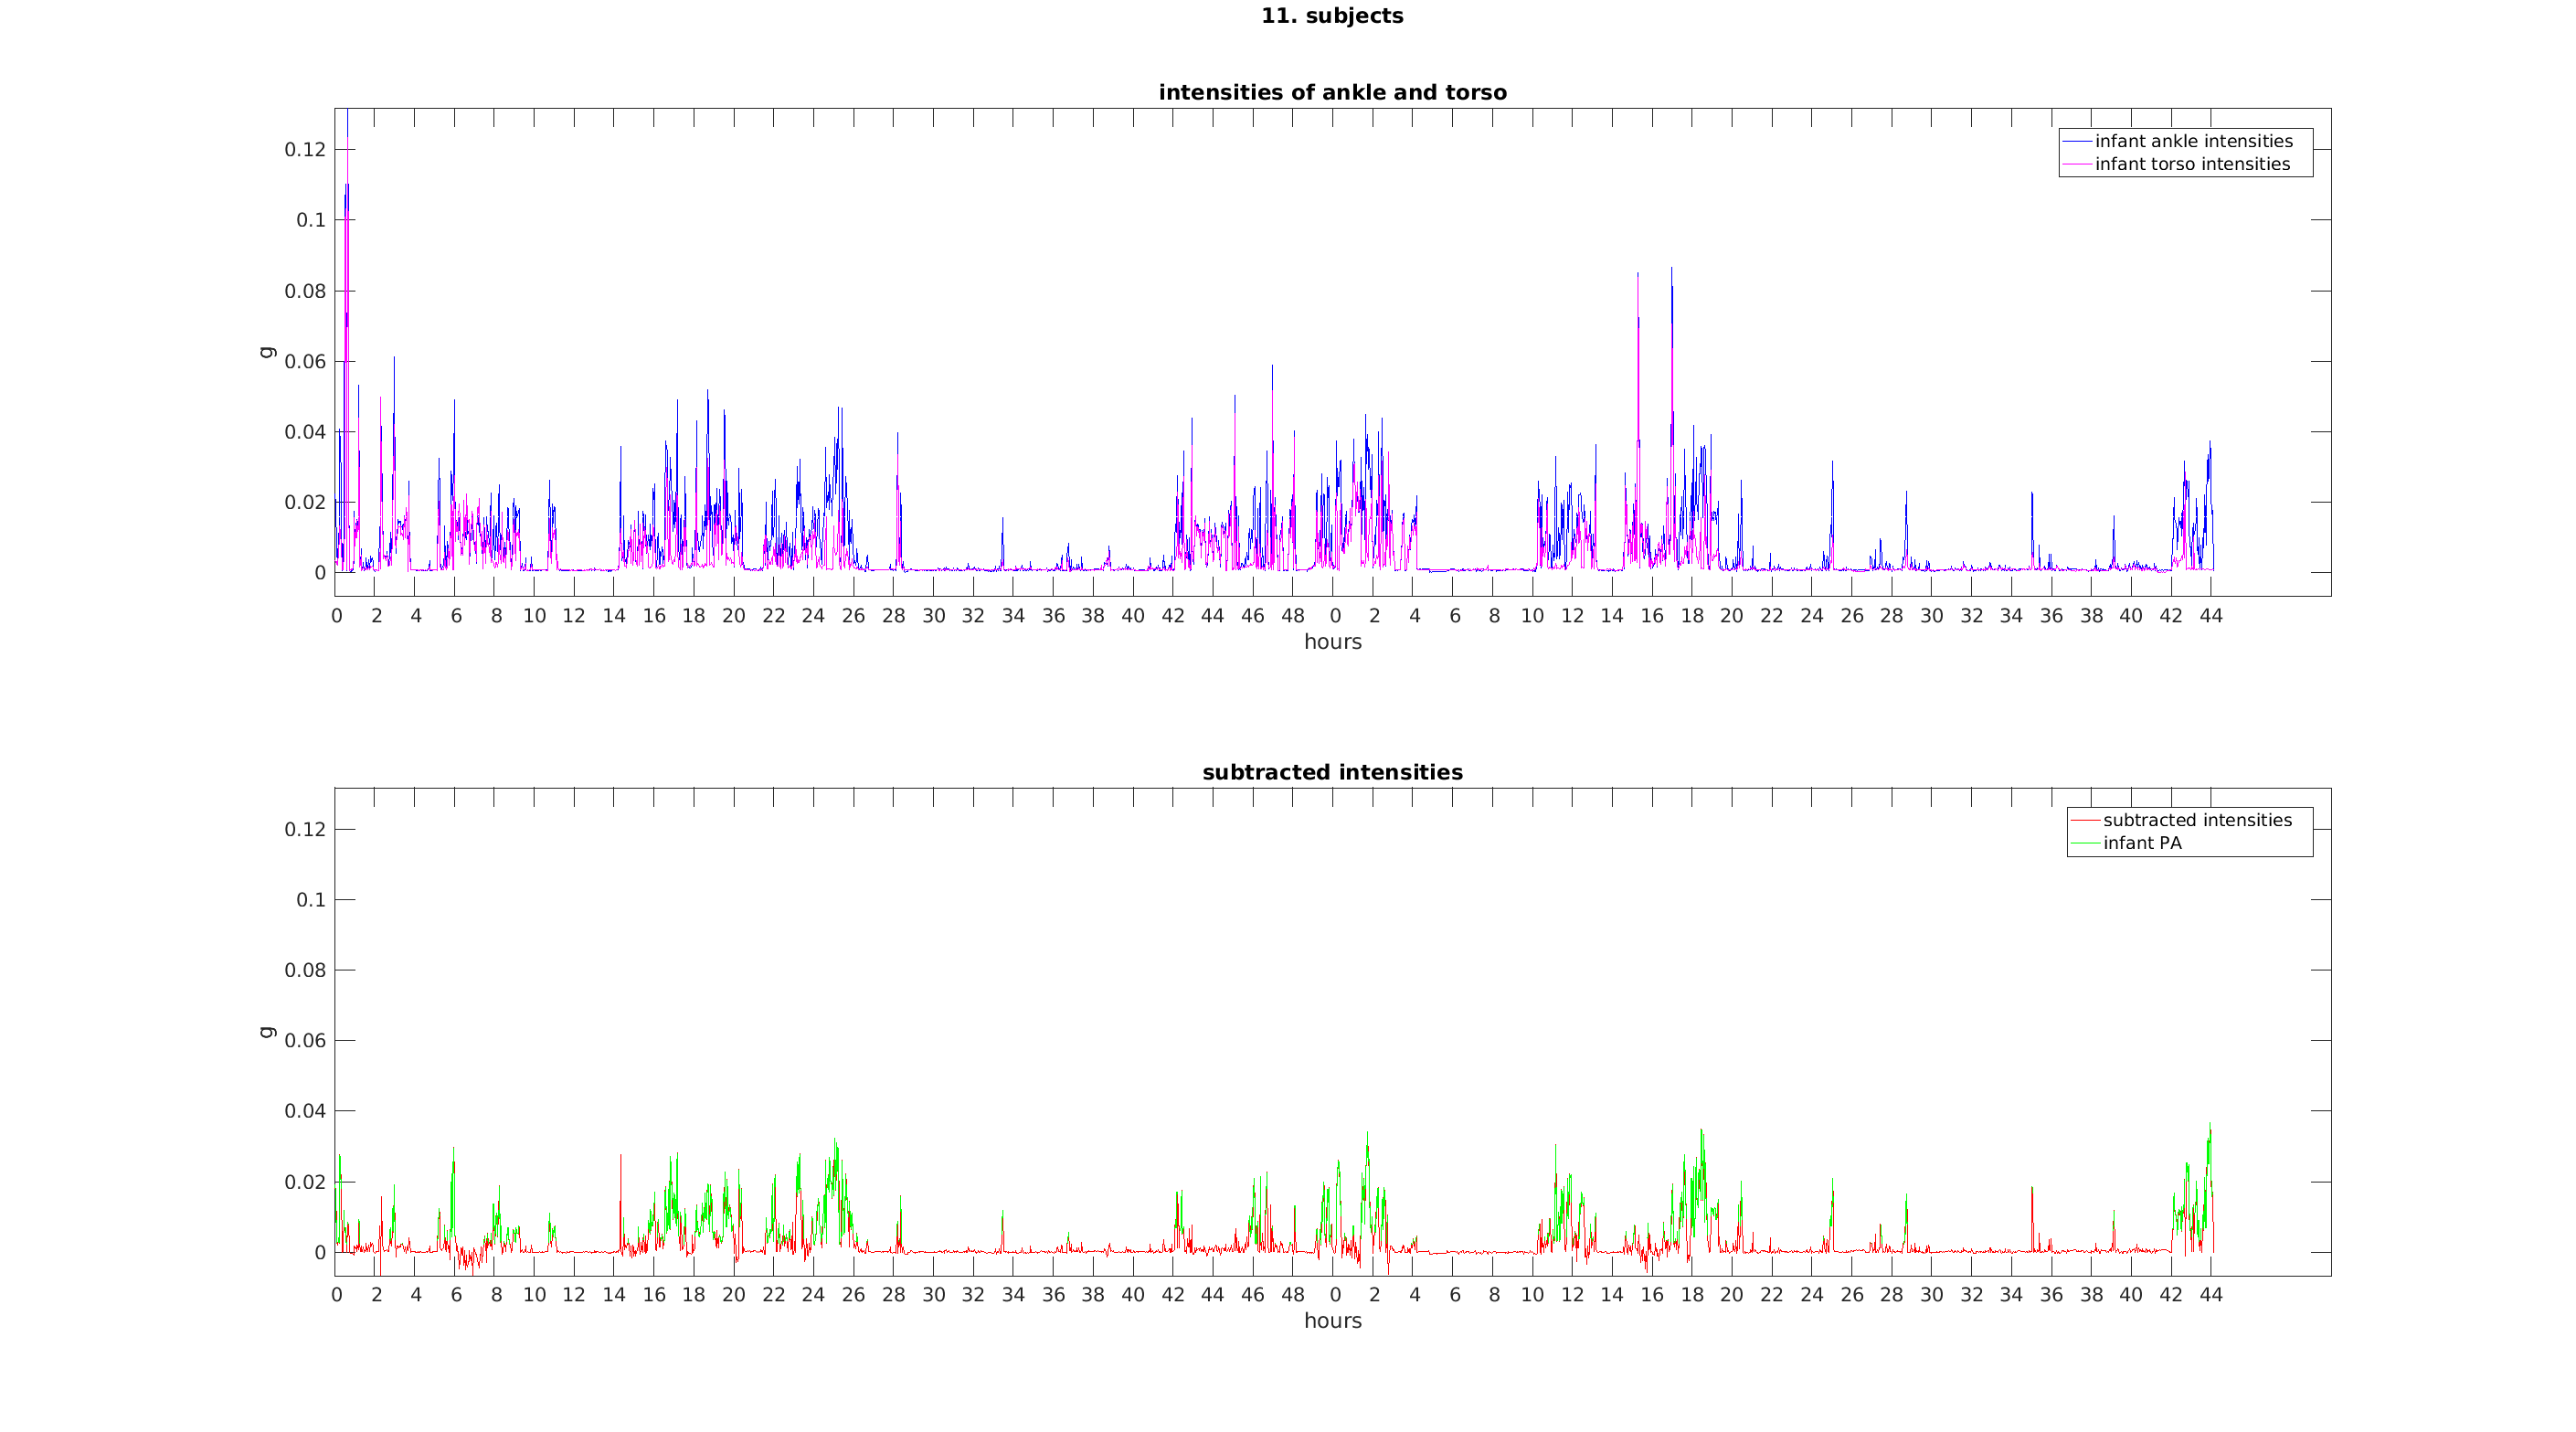 11. subjects
intensities of ankle and torso
infant ankle intensities
infant torso intensities
0.12
0.1
0.08
0.06
0.04
0.02
0
g
0 2 4 6 8 10 12 14 16 18 20 22 24 26 28 30 32 34 36 38 40 42 44 46 48 0 2 4 6 8 10 12 14 16 18 20 22 24 26 28 30 32 34 36 38 40 42 44
hours
subtracted intensities
subtracted intensities
infant PA
0.12
0.1
0.08
0.06
0.04
0.02
0
g
0 2 4 6 8 10 12 14 16 18 20 22 24 26 28 30 32 34 36 38 40 42 44 46 48 0 2 4 6 8 10 12 14 16 18 20 22 24 26 28 30 32 34 36 38 40 42 44
hours